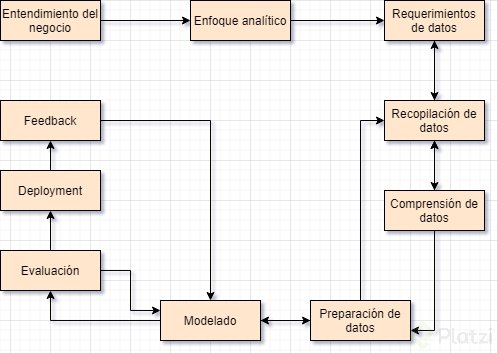 Entendimiento del
negocio
Enfoque analítico
Requerimientos
de datos
Feedback
Recopilación de
datos
Deployment
Comprensión de
datos
Evaluación
Modelado
Preparación de
datos
Platzi